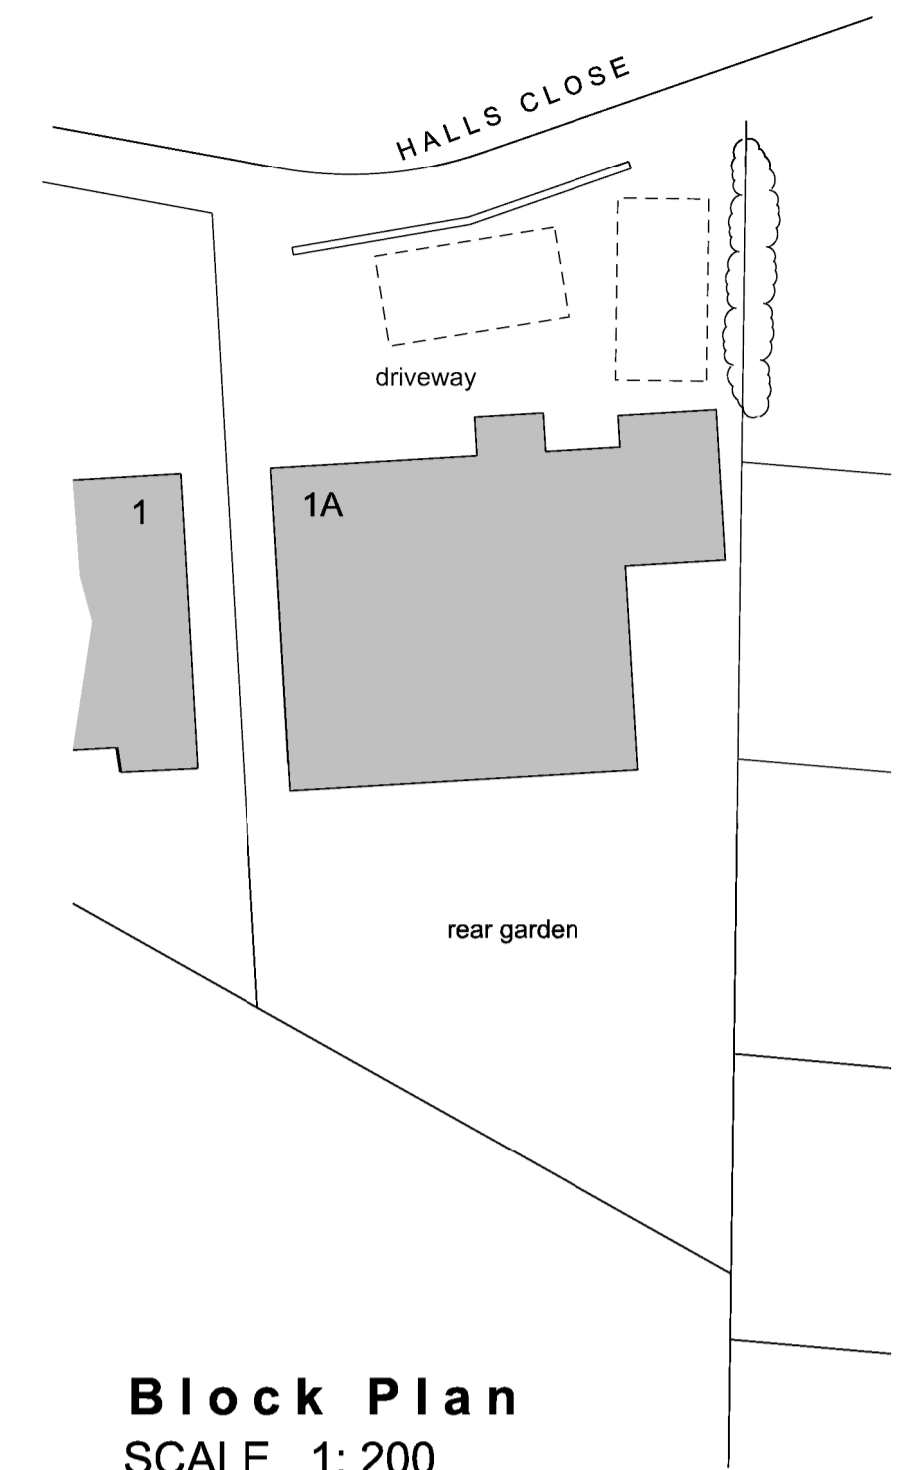 HALLS CLOSE
driveway
1
1A
rear garden
Block Plan
SCALE 1: 200